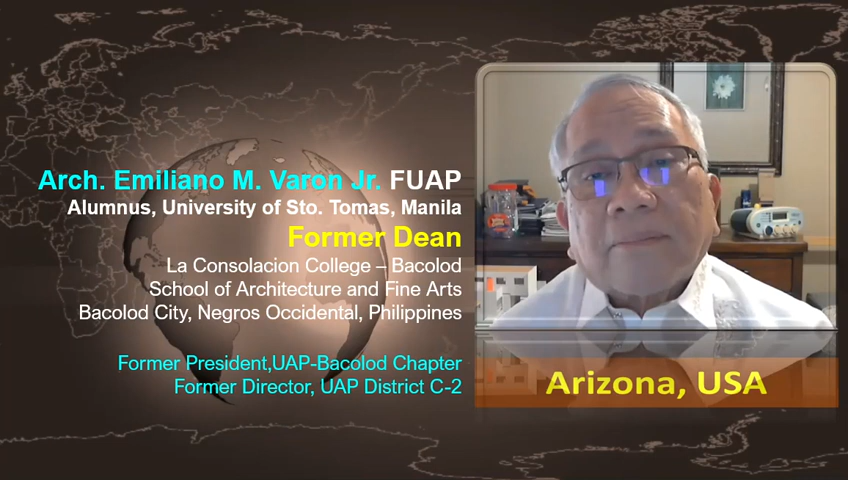 Arch. Emiliano M. Varon Jr. FUAP
Alumnus, University of Sto. Tomas, Manila
Former Dean
La Consolacion College – Bacolod
School of Architecture and Fine Arts
Bacolod City, Negros Occidental, Philippines
Former President,UAP-Bacolod Chapter
Former Director, UAP District C-2
Arizona, USA